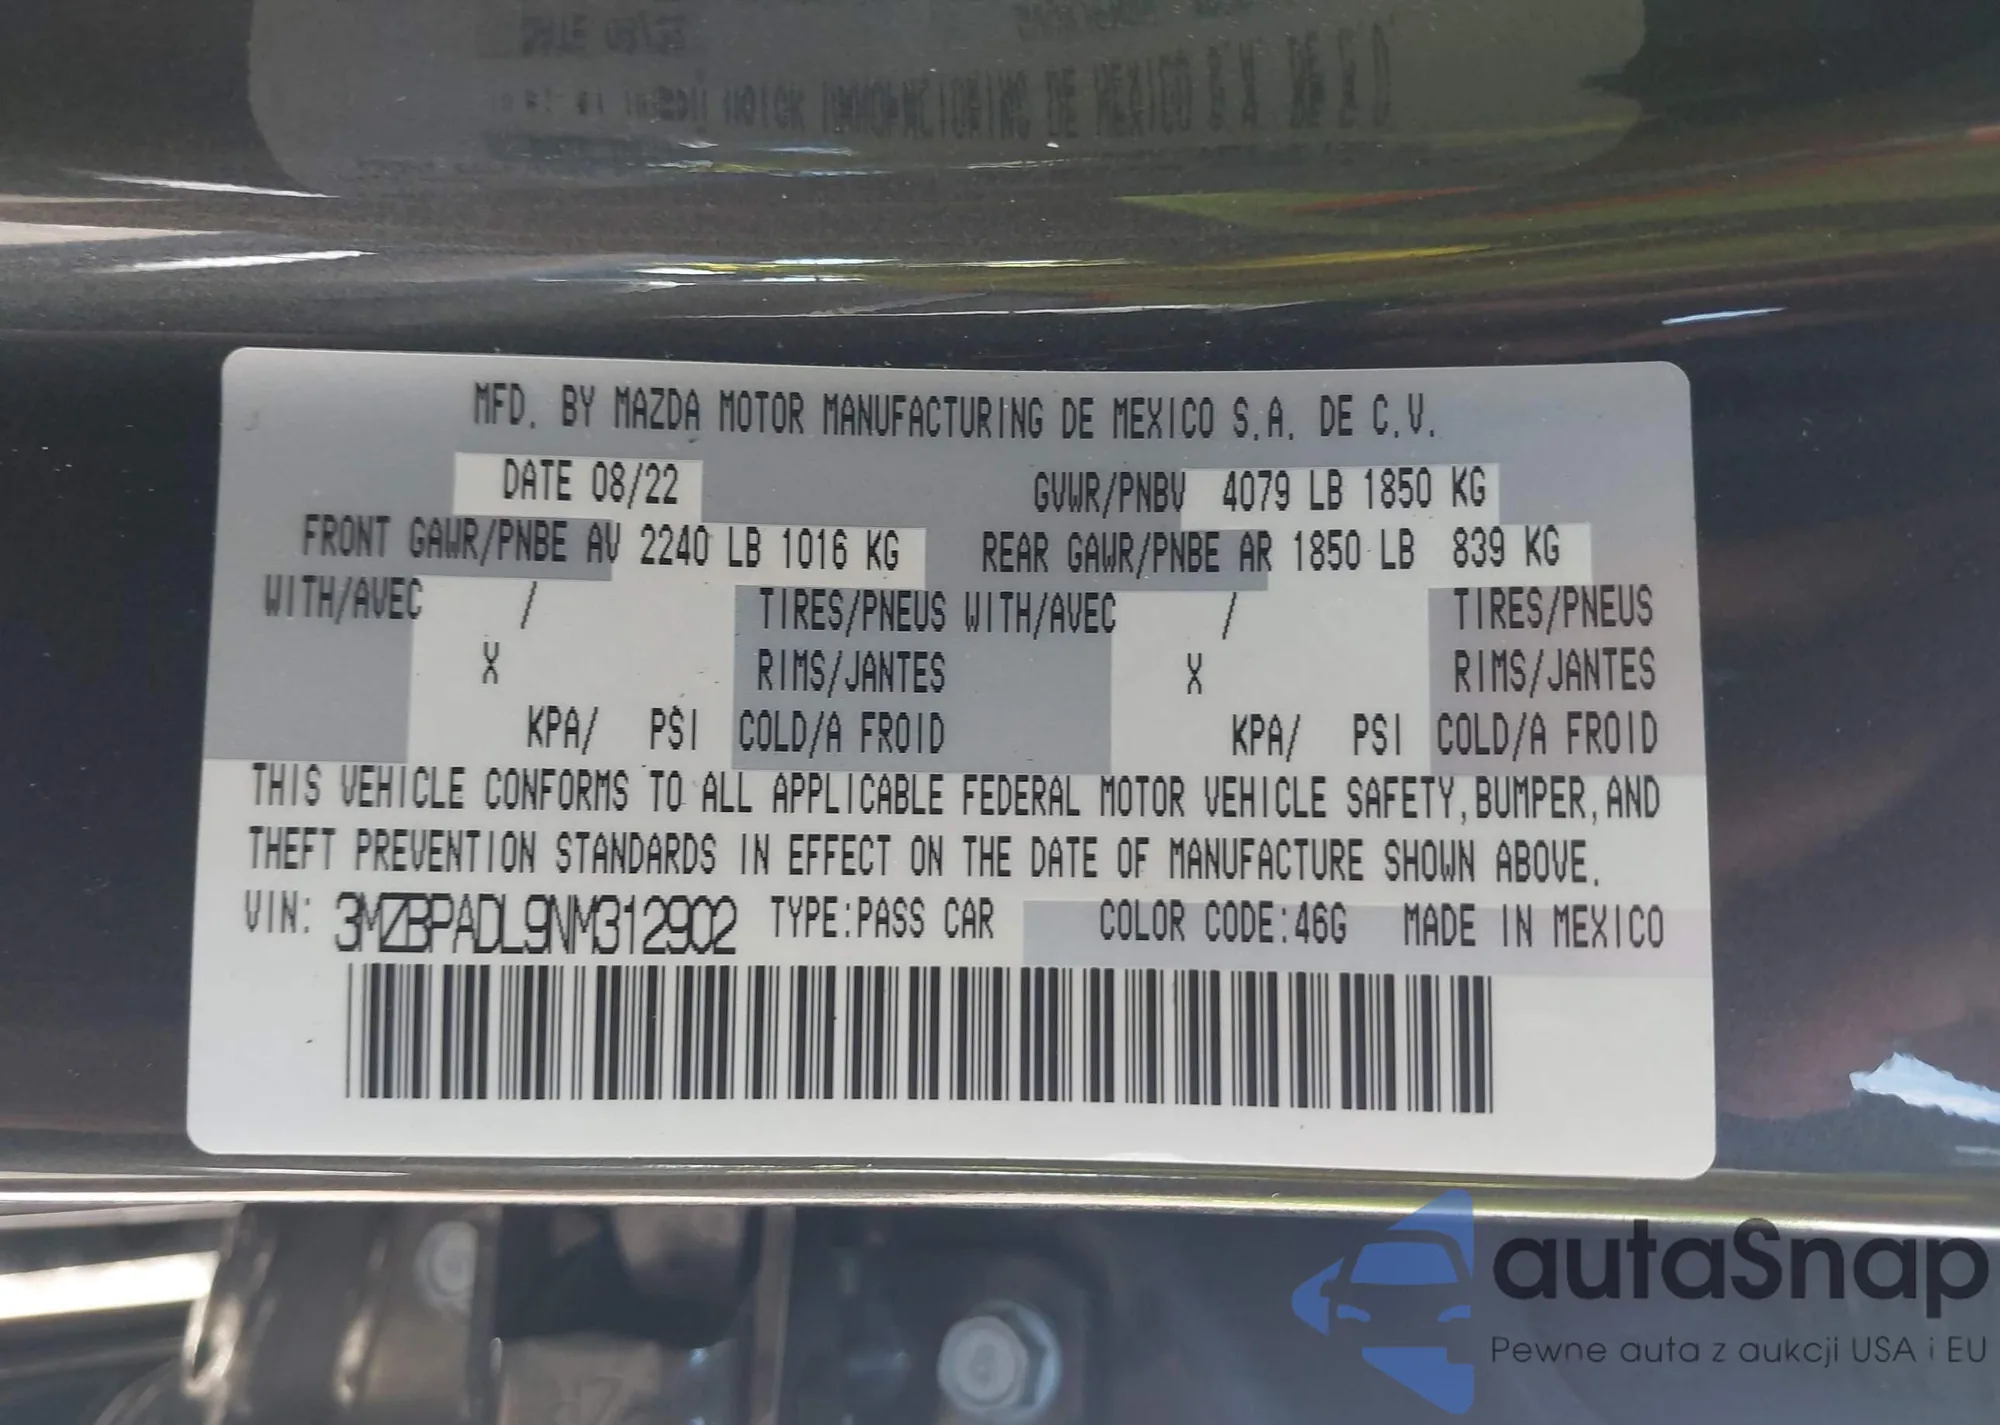 MFD. BY MAZDA MOTOR MANUFACTURING DE MEXICO S.A. DE C.V.
DATE 08/22 GVWR/PNBV 4079 LB 1850 KG
FRONT GAWR/PNBE AV 2240 LB 1016 KG REAR GAWR/PNBE AR 1850 LB 839 KG
WITH/AVEC / TIRES/PNEUS WITH/AVEC / TIRES/PNEUS
X RIMS/JANTES X RIMS/JANTES
KPA/ PSI COLD/A FROID KPA/ PSI COLD/A FROID
THIS VEHICLE CONFORMS TO ALL APPLICABLE FEDERAL MOTOR VEHICLE SAFETY, BUMPER, AND
THEFT PREVENTION STANDARDS IN EFFECT ON THE DATE OF MANUFACTURE SHOWN ABOVE.
VIN: 3MZBPADL9NM312902 TYPE:PASS CAR COLOR CODE:46G MADE IN MEXICO
autaSnap
Pewne auta z aukcji USA i EU